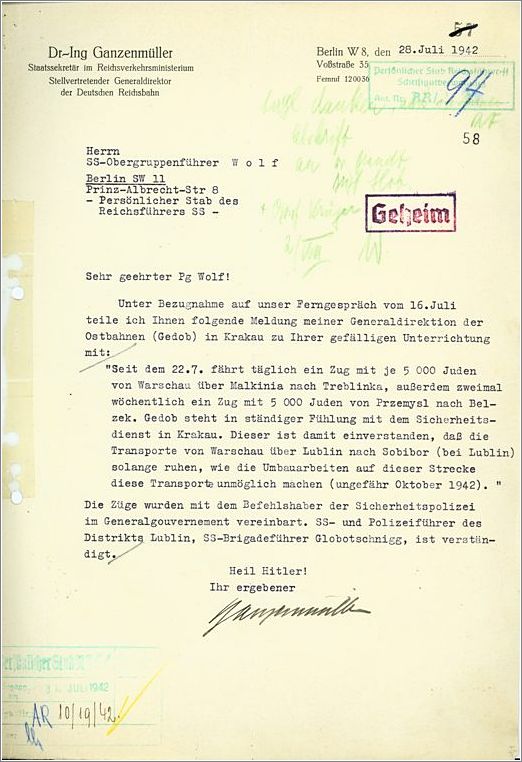 57
Dr.-Ing Ganzenmüller
Staatssekretär im Reichsverkehrsministerium
Stellvertretender Generaldirektor
der Deutschen Reichsbahn
Berlin W 8, den 28.Juli 1942
Voßstraße 35
Fernruf 120036
Persönlicher Stab Reichsführer-SS
Schriftgutverwaltung
Akt. Nr.
94
58
Herrn
SS-Obergruppenführer W o l f
Berlin SW 11
Prinz-Albrecht-Str 8
- Persönlicher Stab des
Reichsführers SS -
Geheim
Sehr geehrter Pg Wolf!
Unter Bezugnahme auf unser Ferngespräch vom 16.Juli
teile ich Ihnen folgende Meldung meiner Generaldirektion der
Ostbahnen (Gedob) in Krakau zu Ihrer gefälligen Unterrichtung
mit:
"Seit dem 22.7. fährt täglich ein Zug mit je 5 000 Juden
von Warschau über Malkinia nach Treblinka, außerdem zweimal
wöchentlich ein Zug mit 5 000 Juden von Przemysl nach Bel-
zek. Gedob steht in ständiger Fühlung mit dem Sicherheits-
dienst in Krakau. Dieser ist damit einverstanden, daß die
Transporte von Warschau über Lublin nach Sobibor (bei Lublin)
solange ruhen, wie die Umbauarbeiten auf dieser Strecke
diese Transporte unmöglich machen (ungefähr Oktober 1942). "
Die Züge wurden mit dem Befehlshaber der Sicherheitspolizei
im Generalgouvernement vereinbart. SS- und Polizeiführer des
Distrikts Lublin, SS-Brigadeführer Globotschnigg, ist verstän-
digt.
Heil Hitler!
Ihr ergebener
Ganzenmüller
JULI 1942
AR 10/19/42